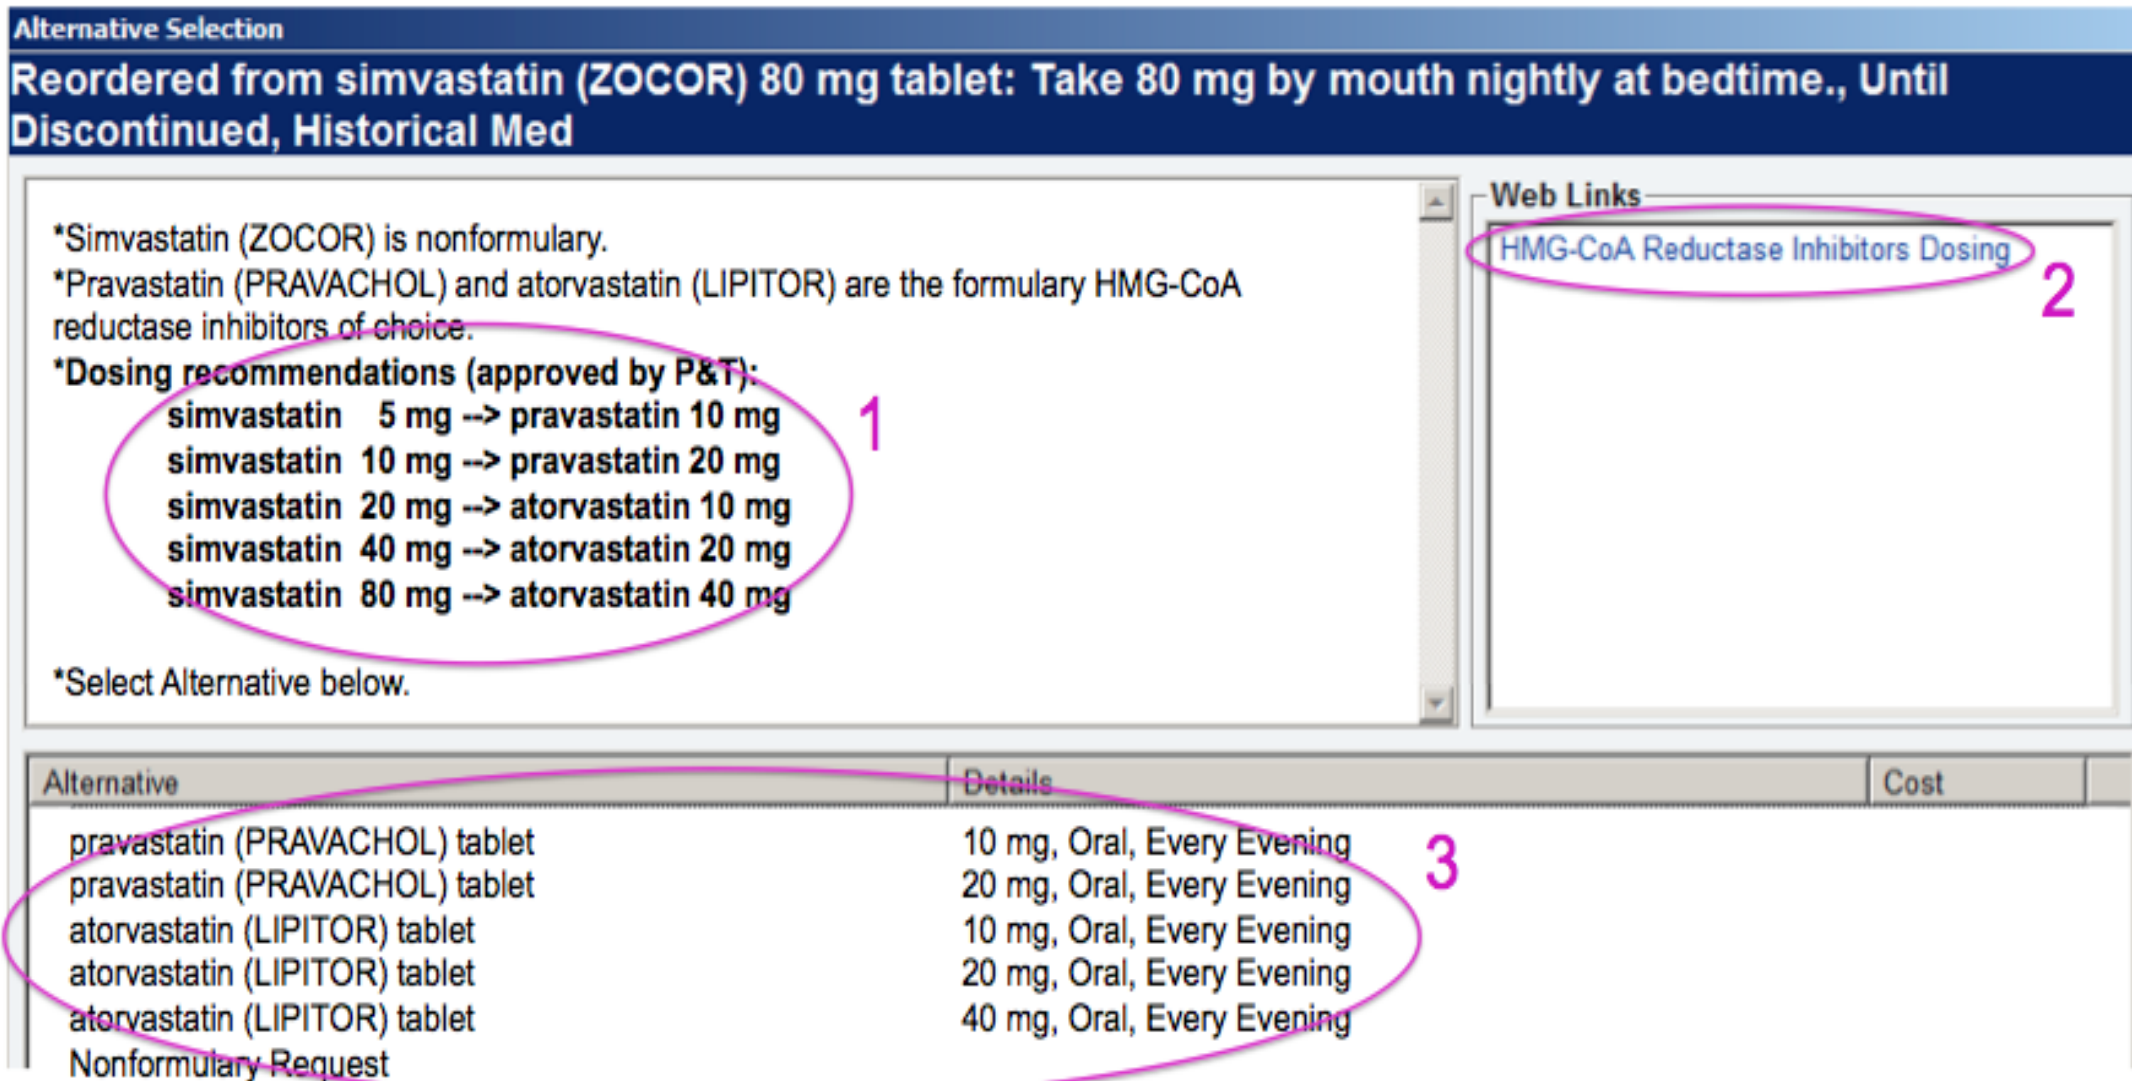 Alternative Selection
Reordered from simvastatin (ZOCOR) 80 mg tablet: Take 80 mg by mouth nightly at bedtime., Until
Discontinued, Historical Med
*Simvastatin (ZOCOR) is nonformulary.
*Pravastatin (PRAVACHOL) and atorvastatin (LIPITOR) are the formulary HMG-CoA
reductase inhibitors of choice.
*Dosing recommendations (approved by P&T):
simvastatin 5 mg --> pravastatin 10 mg
simvastatin 10 mg --> pravastatin 20 mg
simvastatin 20 mg --> atorvastatin 10 mg
simvastatin 40 mg --> atorvastatin 20 mg
simvastatin 80 mg --> atorvastatin 40 mg
1
*Select Alternative below.
Web Links
HMG-CoA Reductase Inhibitors Dosing
2
Alternative Details Cost
pravastatin (PRAVACHOL) tablet 10 mg, Oral, Every Evening
pravastatin (PRAVACHOL) tablet 20 mg, Oral, Every Evening
atorvastatin (LIPITOR) tablet 10 mg, Oral, Every Evening
atorvastatin (LIPITOR) tablet 20 mg, Oral, Every Evening
atorvastatin (LIPITOR) tablet 40 mg, Oral, Every Evening
Nonformulary Request
3